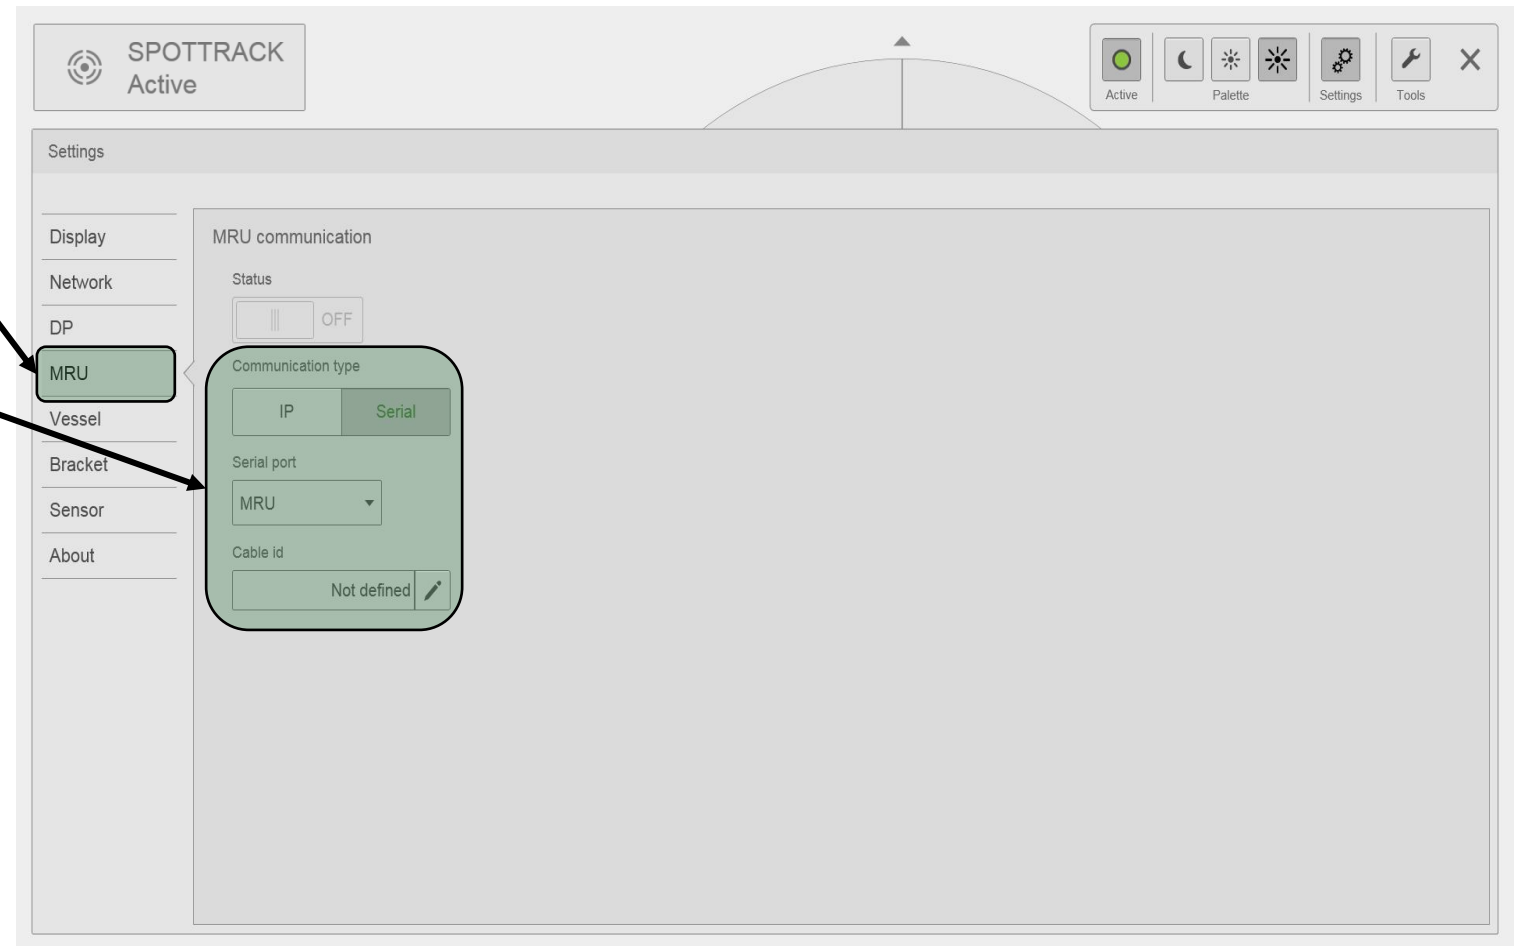 SPOTTRACK
Active
Active
Palette
Settings
Tools
Settings
Display
Network
DP
MRU
Vessel
Bracket
Sensor
About
MRU communication
Status
OFF
Communication type
IP Serial
Serial port
MRU
Cable id
Not defined